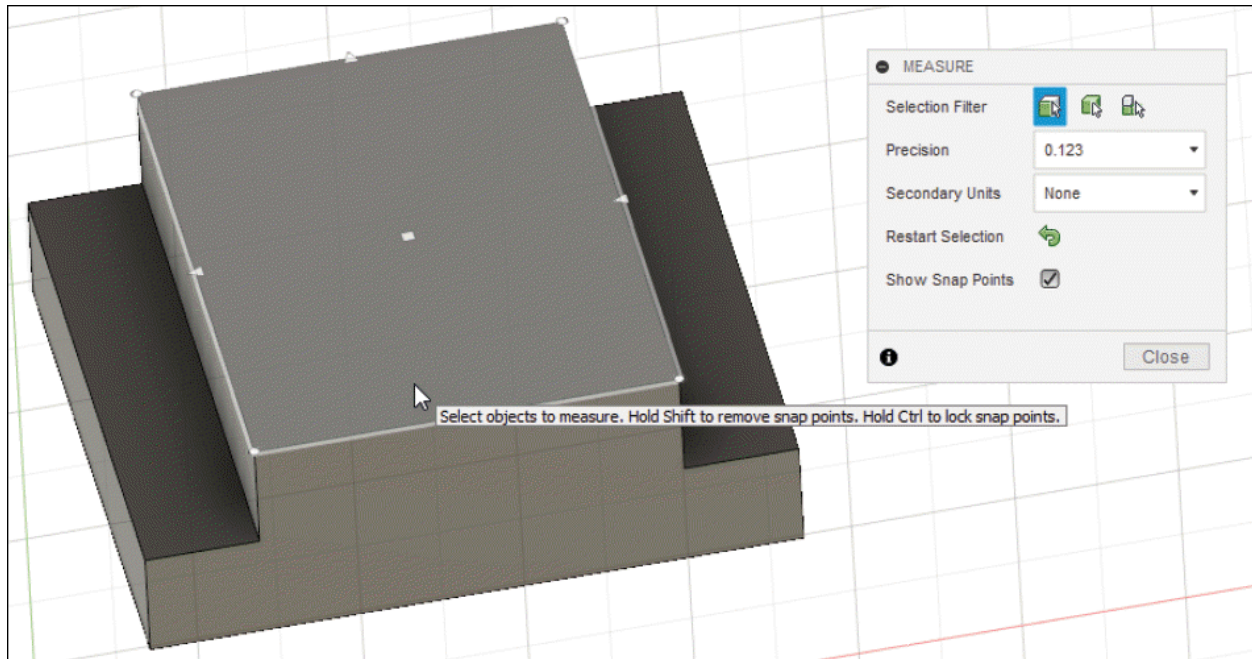 MEASURE
Selection Filter
Precision 0.123
Secondary Units None
Restart Selection
Show Snap Points
Close
Select objects to measure. Hold Shift to remove snap points. Hold Ctrl to lock snap points.